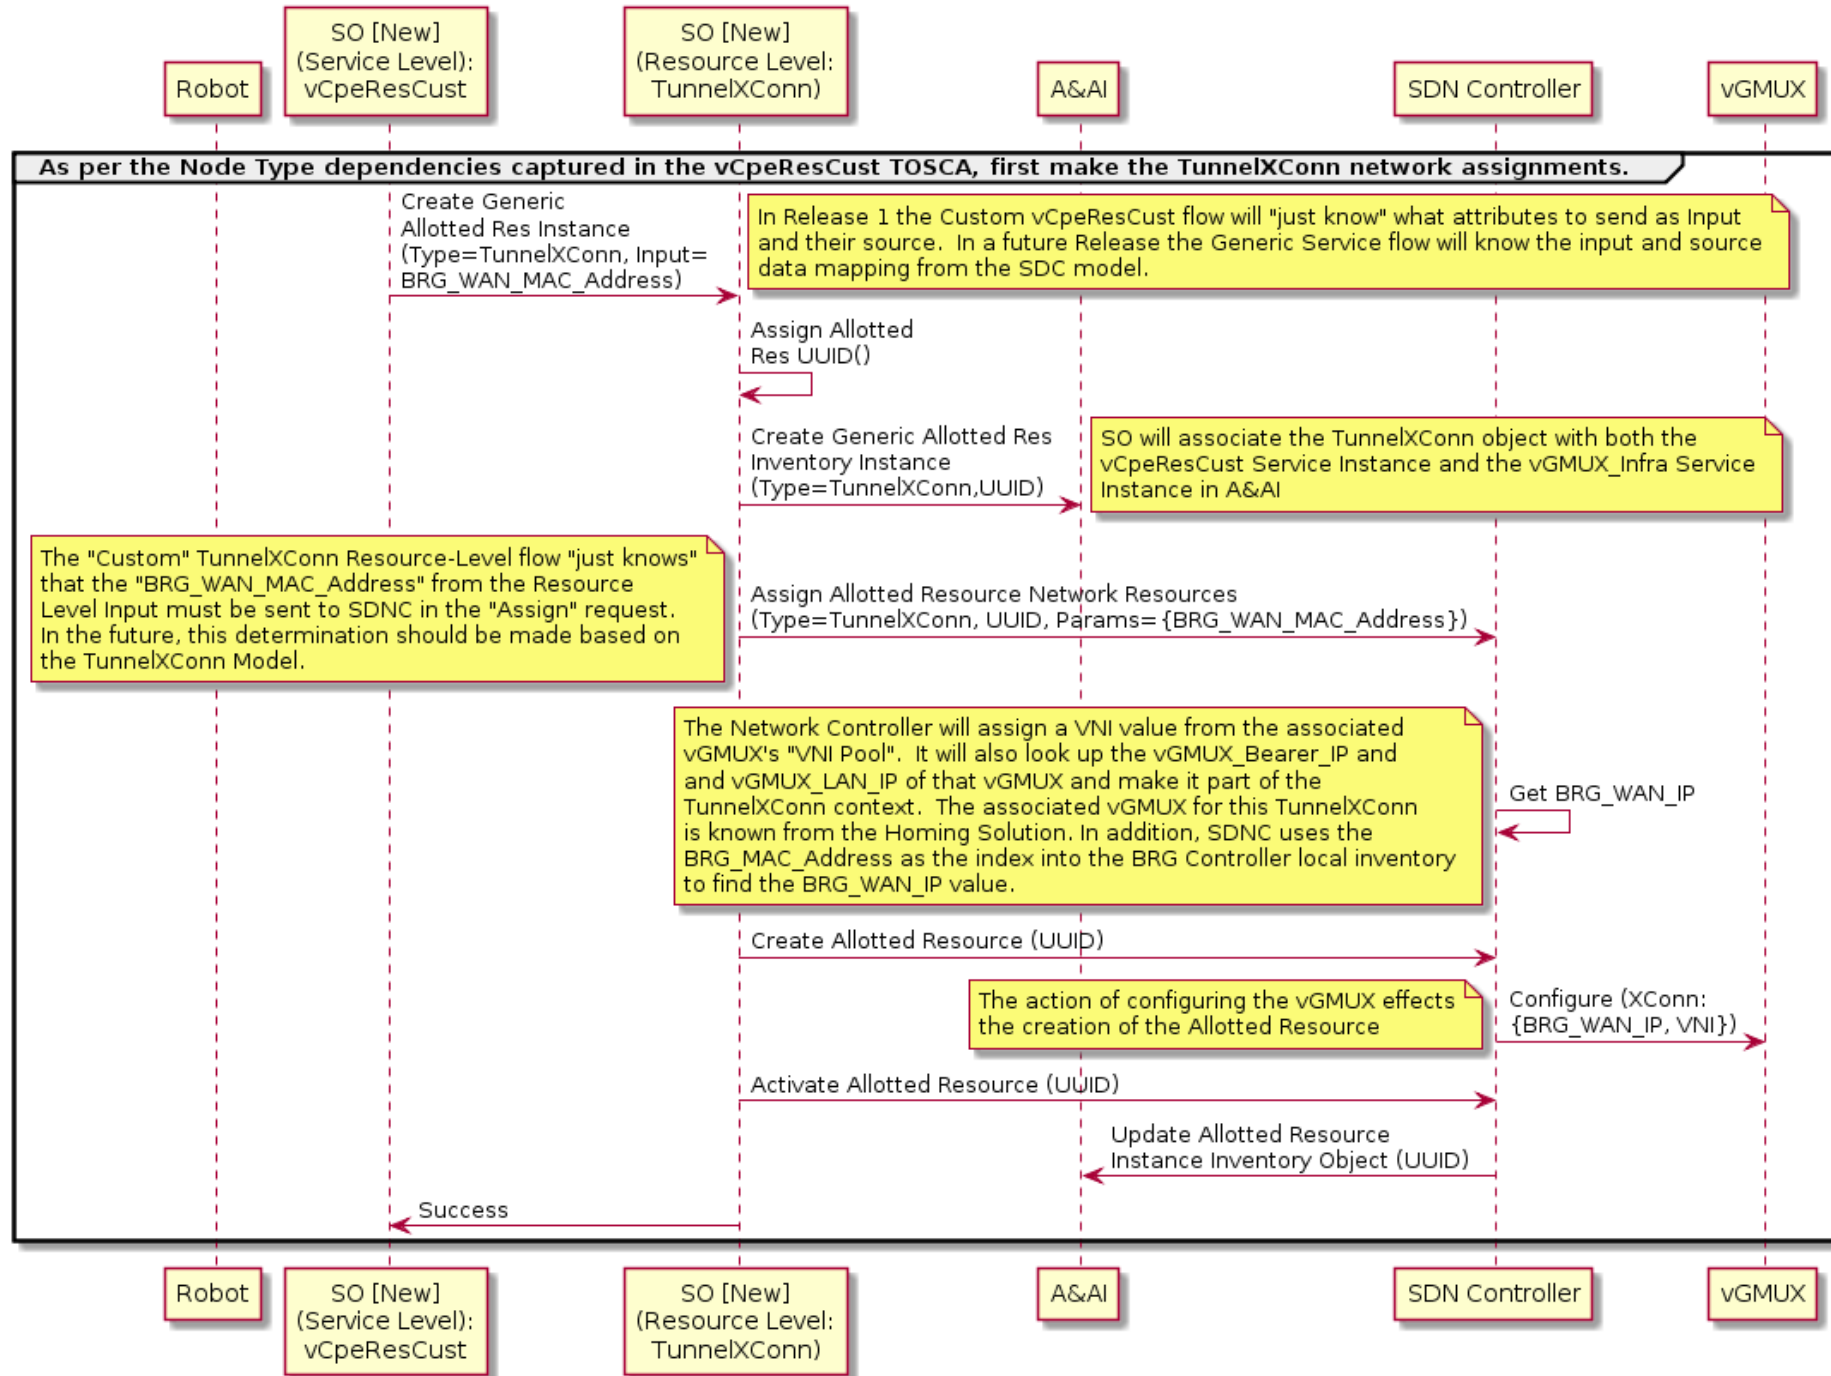 Robot
SO [New]
(Service Level):
vCpeResCust
SO [New]
(Resource Level:
TunnelXConn)
A&AI
SDN Controller
vGMUX
As per the Node Type dependencies captured in the vCpeResCust TOSCA, first make the TunnelXConn network assignments.
Create Generic
Allotted Res Instance
(Type=TunnelXConn, Input=
BRG_WAN_MAC_Address)
In Release 1 the Custom vCpeResCust flow will "just know" what attributes to send as Input
and their source.  In a future Release the Generic Service flow will know the input and source
data mapping from the SDC model.
Assign Allotted
Res UUID()
Create Generic Allotted Res
Inventory Instance
(Type=TunnelXConn,UUID)
SO will associate the TunnelXConn object with both the
vCpeResCust Service Instance and the vGMUX_Infra Service
Instance in A&AI
The "Custom" TunnelXConn Resource-Level flow "just knows"
that the "BRG_WAN_MAC_Address" from the Resource
Level Input must be sent to SDNC in the "Assign" request.
In the future, this determination should be made based on
the TunnelXConn Model.
Assign Allotted Resource Network Resources
(Type=TunnelXConn, UUID, Params={BRG_WAN_MAC_Address})
The Network Controller will assign a VNI value from the associated
vGMUX's "VNI Pool".  It will also look up the vGMUX_Bearer_IP and
and vGMUX_LAN_IP of that vGMUX and make it part of the
TunnelXConn context.  The associated vGMUX for this TunnelXConn
is known from the Homing Solution. In addition, SDNC uses the
BRG_MAC_Address as the index into the BRG Controller local inventory
to find the BRG_WAN_IP value.
Get BRG_WAN_IP
Create Allotted Resource (UUID)
The action of configuring the vGMUX effects
the creation of the Allotted Resource
Configure (XConn:
{BRG_WAN_IP, VNI})
Activate Allotted Resource (UUID)
Update Allotted Resource
Instance Inventory Object (UUID)
Success
Robot
SO [New]
(Service Level):
vCpeResCust
SO [New]
(Resource Level:
TunnelXConn)
A&AI
SDN Controller
vGMUX